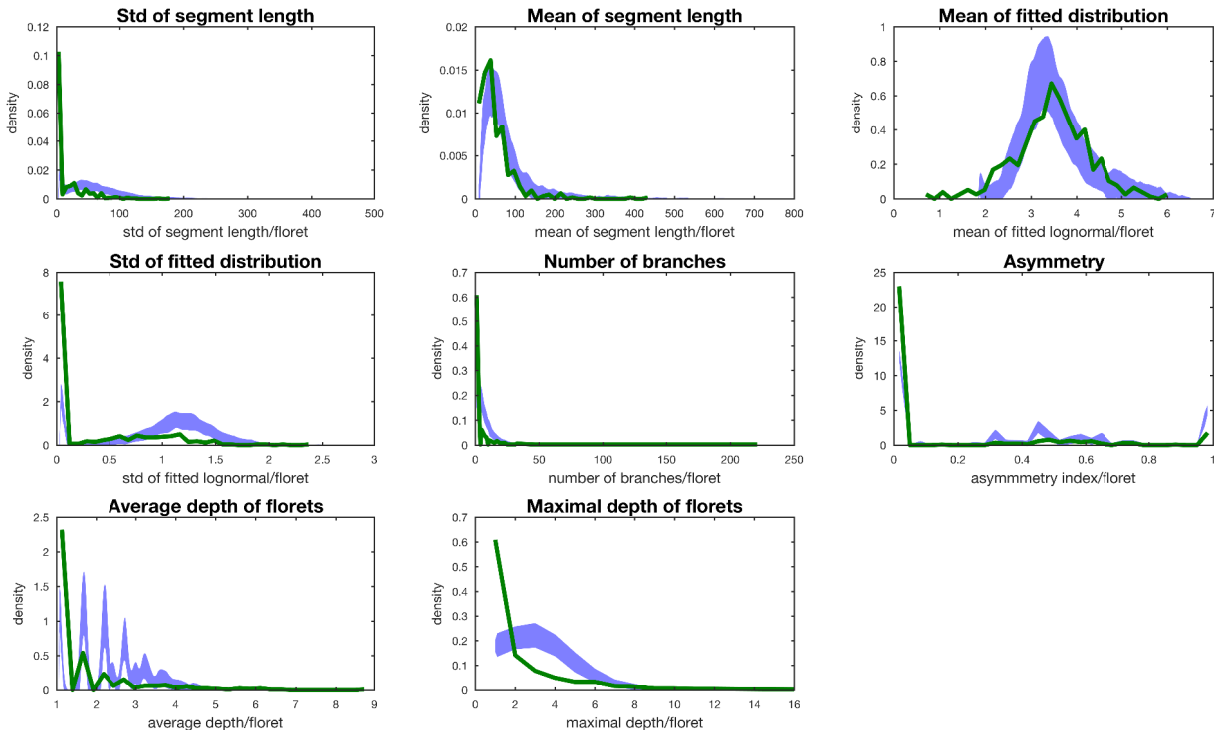 Std of segment length
0.12
0.1
0.08
0.06
0.04
0.02
0
density
0 100 200 300 400 500
std of segment length/floret
Mean of segment length
0.02
0.015
0.01
0.005
0
density
0 100 200 300 400 500 600 700 800
mean of segment length/floret
Mean of fitted distribution
1
0.8
0.6
0.4
0.2
0
density
0 1 2 3 4 5 6 7
mean of fitted lognormal/floret
Std of fitted distribution
8
6
4
2
0
density
0 0.5 1 1.5 2 2.5 3
std of fitted lognormal/floret
Number of branches
0.7
0.6
0.5
0.4
0.3
0.2
0.1
0
density
0 50 100 150 200 250
number of branches/floret
Asymmetry
25
20
15
10
5
0
density
0 0.2 0.4 0.6 0.8 1
asymmmetry index/floret
Average depth of florets
2.5
2
1.5
1
0.5
0
density
1 2 3 4 5 6 7 8 9
average depth/floret
Maximal depth of florets
0.7
0.6
0.5
0.4
0.3
0.2
0.1
0
density
0 2 4 6 8 10 12 14 16
maximal depth/floret